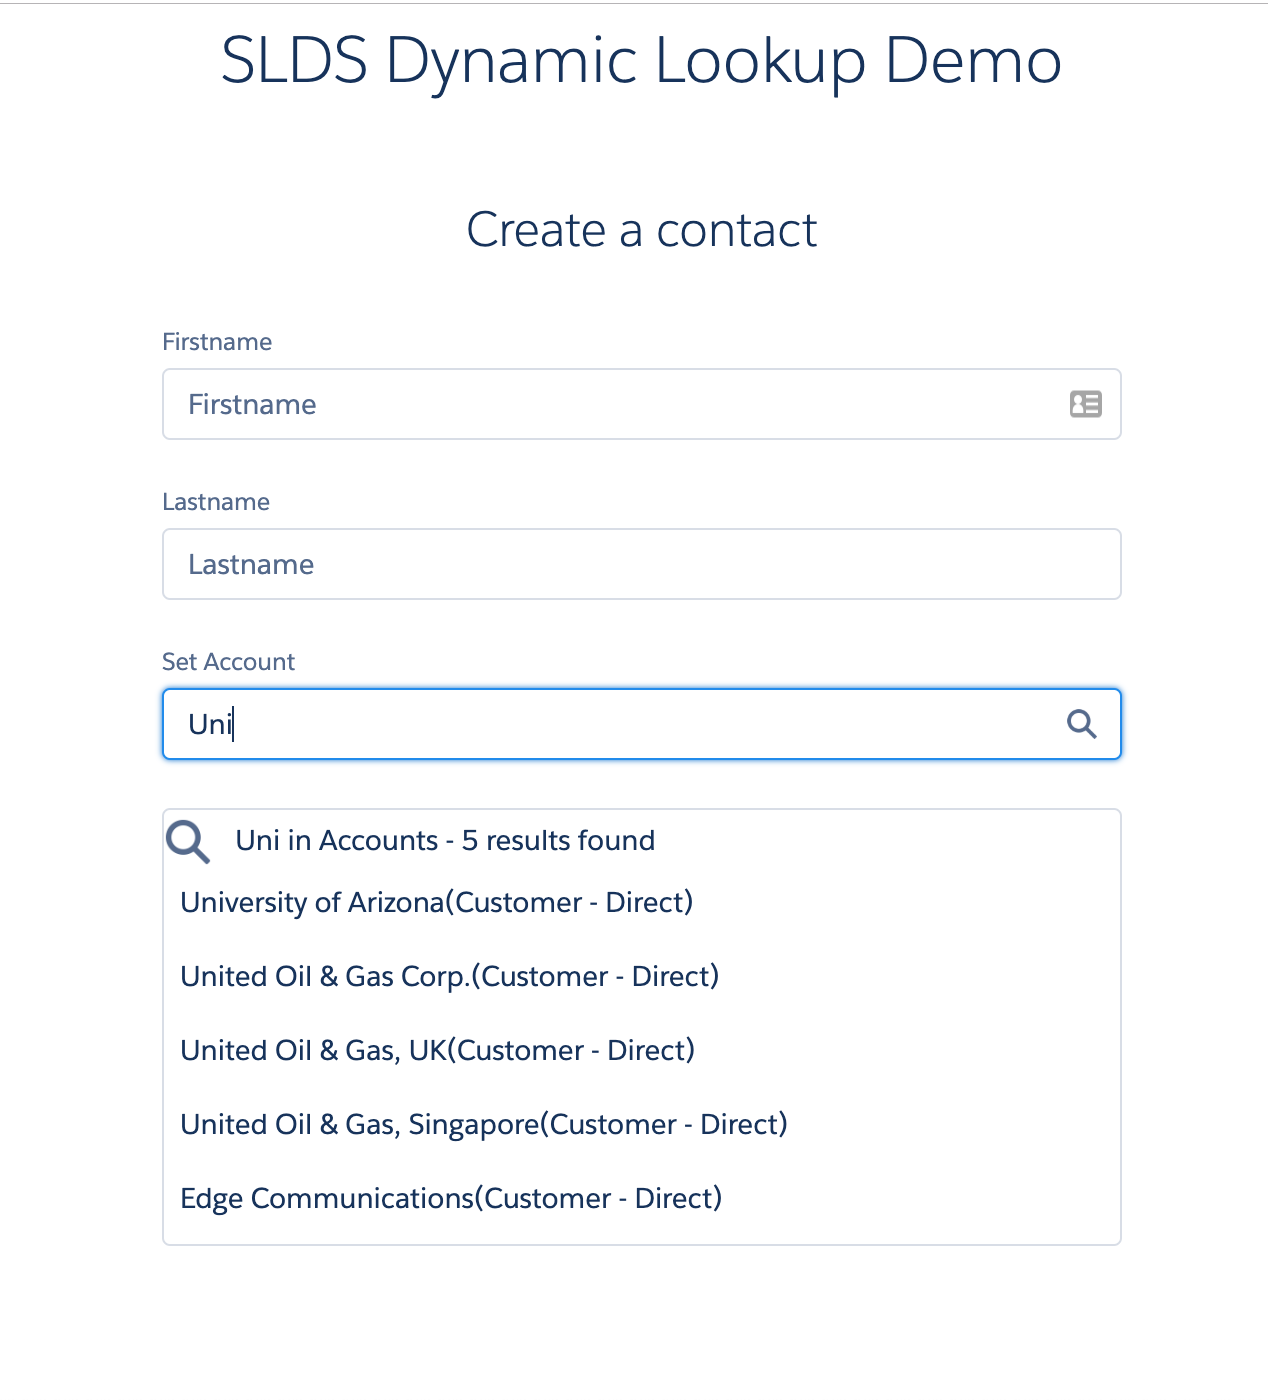 SLDS Dynamic Lookup Demo
Create a contact
Firstname
Firstname
Lastname
Lastname
Set Account
Uni
Uni in Accounts - 5 results found
University of Arizona(Customer - Direct)
United Oil & Gas Corp.(Customer - Direct)
United Oil & Gas, UK(Customer - Direct)
United Oil & Gas, Singapore(Customer - Direct)
Edge Communications(Customer - Direct)